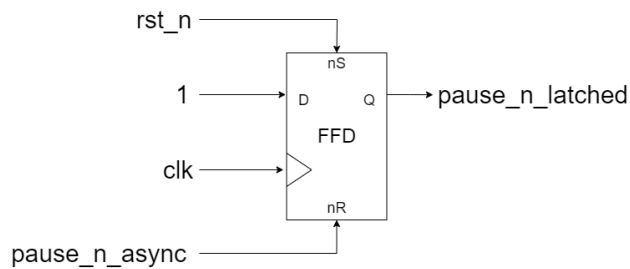 rst_n
nS
1
D
Q
pause_n_latched
FFD
clk
nR
pause_n_async